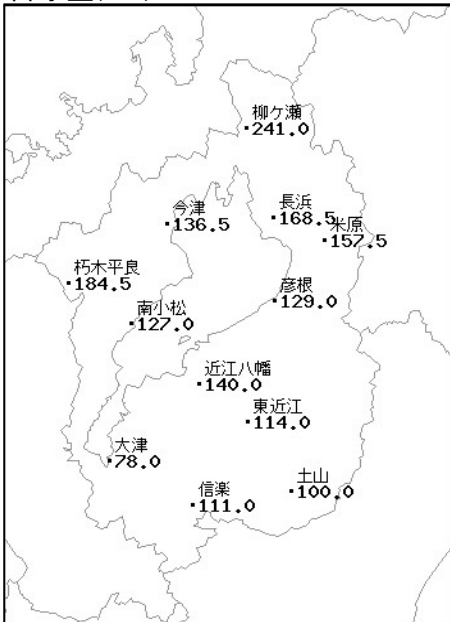 柳ケ瀬
241.0
長浜
168.5
今津
136.5
米原
157.5
朽木平良
184.5
彦根
129.0
南小松
127.0
近江八幡
140.0
東近江
114.0
大津
78.0
土山
100.0
信楽
111.0